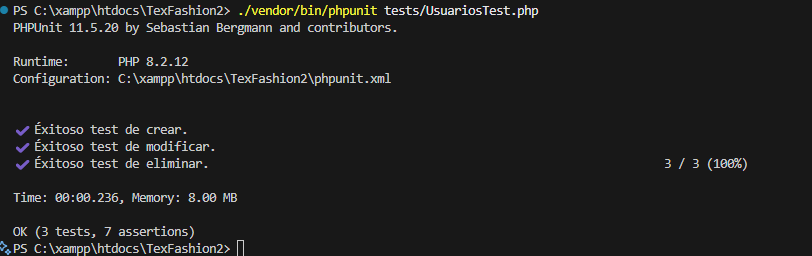 PS C:\xampp\htdocs\TexFashion2> ./vendor/bin/phpunit tests/UsuariosTest.php
PHPUnit 11.5.20 by Sebastian Bergmann and contributors.
Runtime:       PHP 8.2.12
Configuration: C:\xampp\htdocs\TexFashion2\phpunit.xml
✔ Éxitoso test de crear.
✔ Éxitoso test de modificar.
✔ Éxitoso test de eliminar. 3 / 3 (100%)
Time: 00:00.236, Memory: 8.00 MB
OK (3 tests, 7 assertions)
PS C:\xampp\htdocs\TexFashion2>